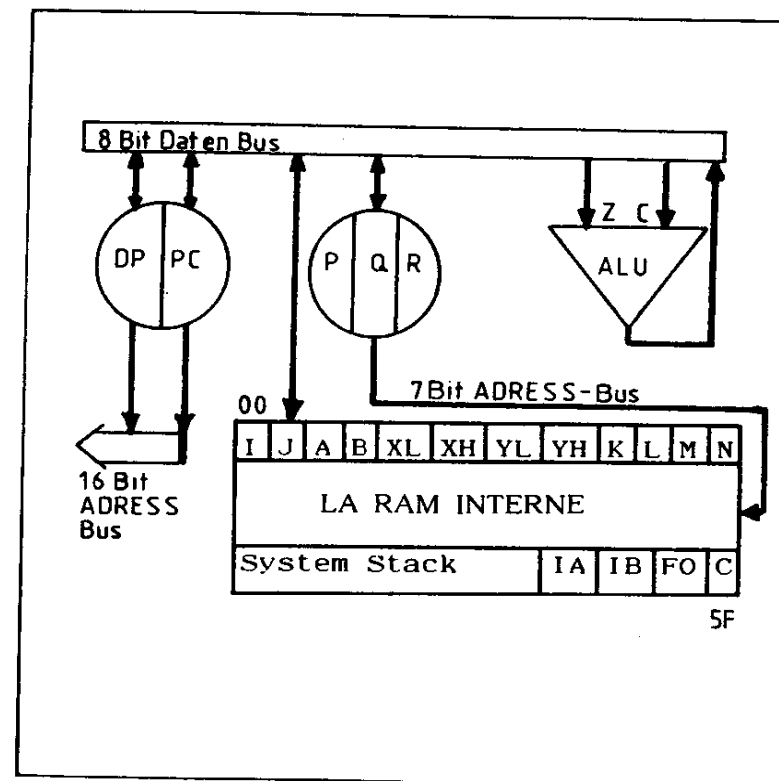 8 Bit Daten Bus
Z C
DP PC
P Q R
ALU
00
7Bit ADRESS-Bus
I J A B XL XH YL YH K L M N
16 Bit
ADRESS
Bus
LA RAM INTERNE
System Stack IA IB FO C
5F